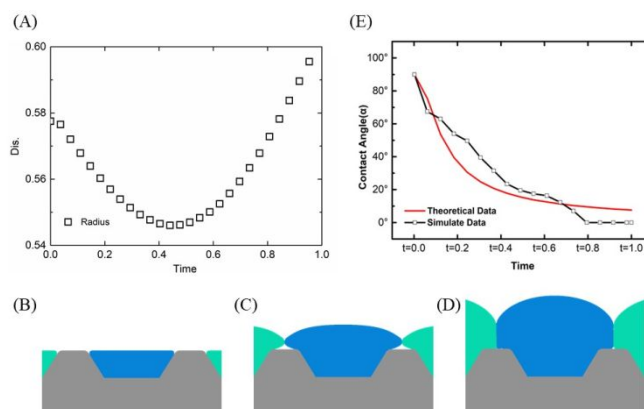 (A)
0.60
0.58
0.56
0.54
Dis.
Radius
0.0 0.2 0.4 0.6 0.8 1.0
Time
(E)
100°
80°
60°
40°
20°
0°
Contact Angle(α)
Theoretical Data
Simulate Data
t=0.0 t=0.2 t=0.4 t=0.6 t=0.8 t=1.0
Time
(B)
(C)
(D)